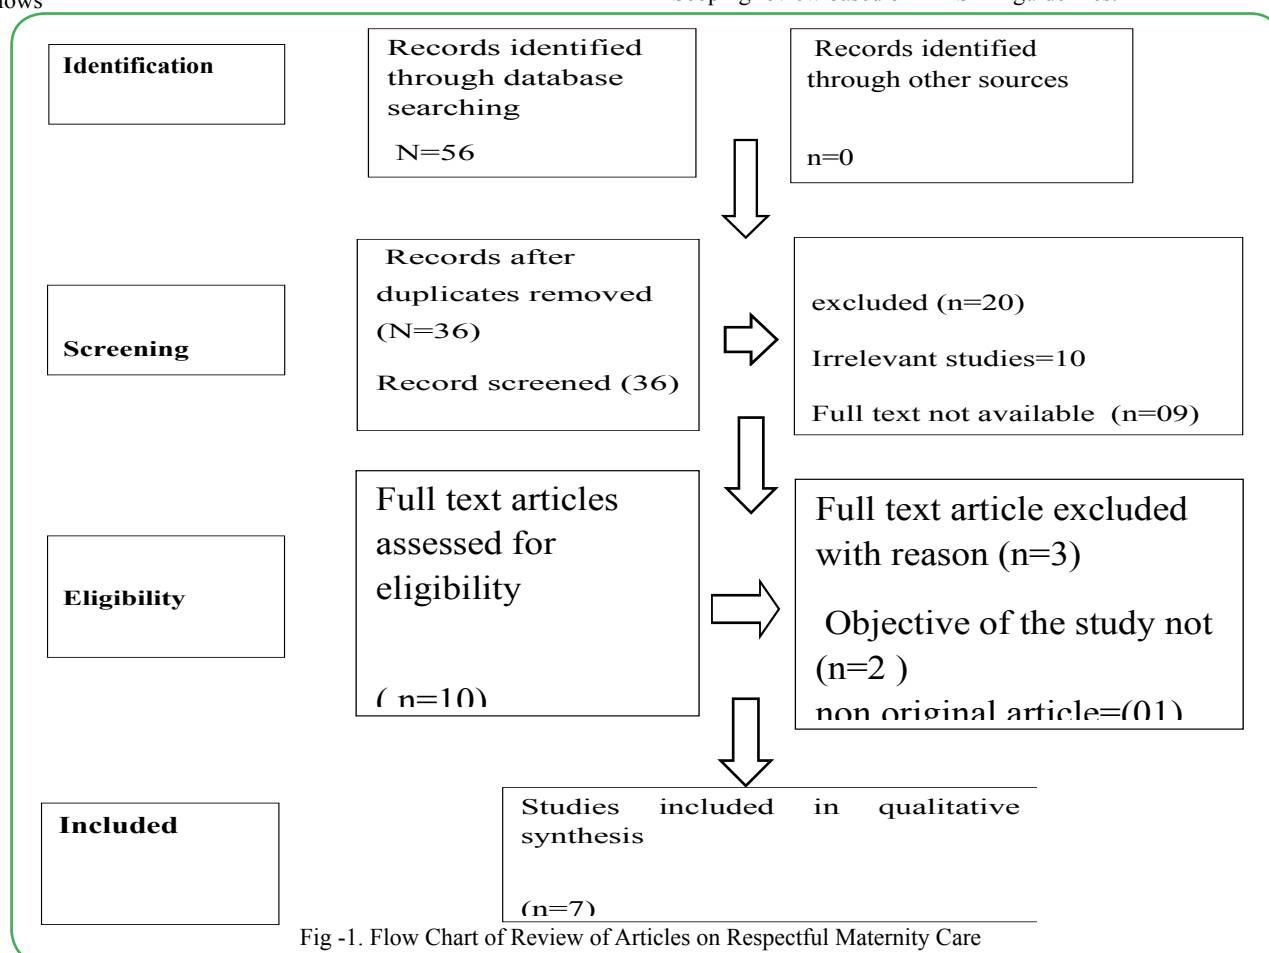 Identification
Records identified
through database
searching
N=56
Records identified
through other sources
n=0
Screening
Records after
duplicates removed
(N=36)
Record screened (36)
excluded (n=20)
Irrelevant studies=10
Full text not available (n=09)
Eligibility
Full text articles
assessed for
eligibility
( n=10)
Full text article excluded
with reason (n=3)
Objective of the study not
(n=2 )
non original article=(01)
Included
Studies included in qualitative
synthesis
(n=7)
Fig -1. Flow Chart of Review of Articles on Respectful Maternity Care